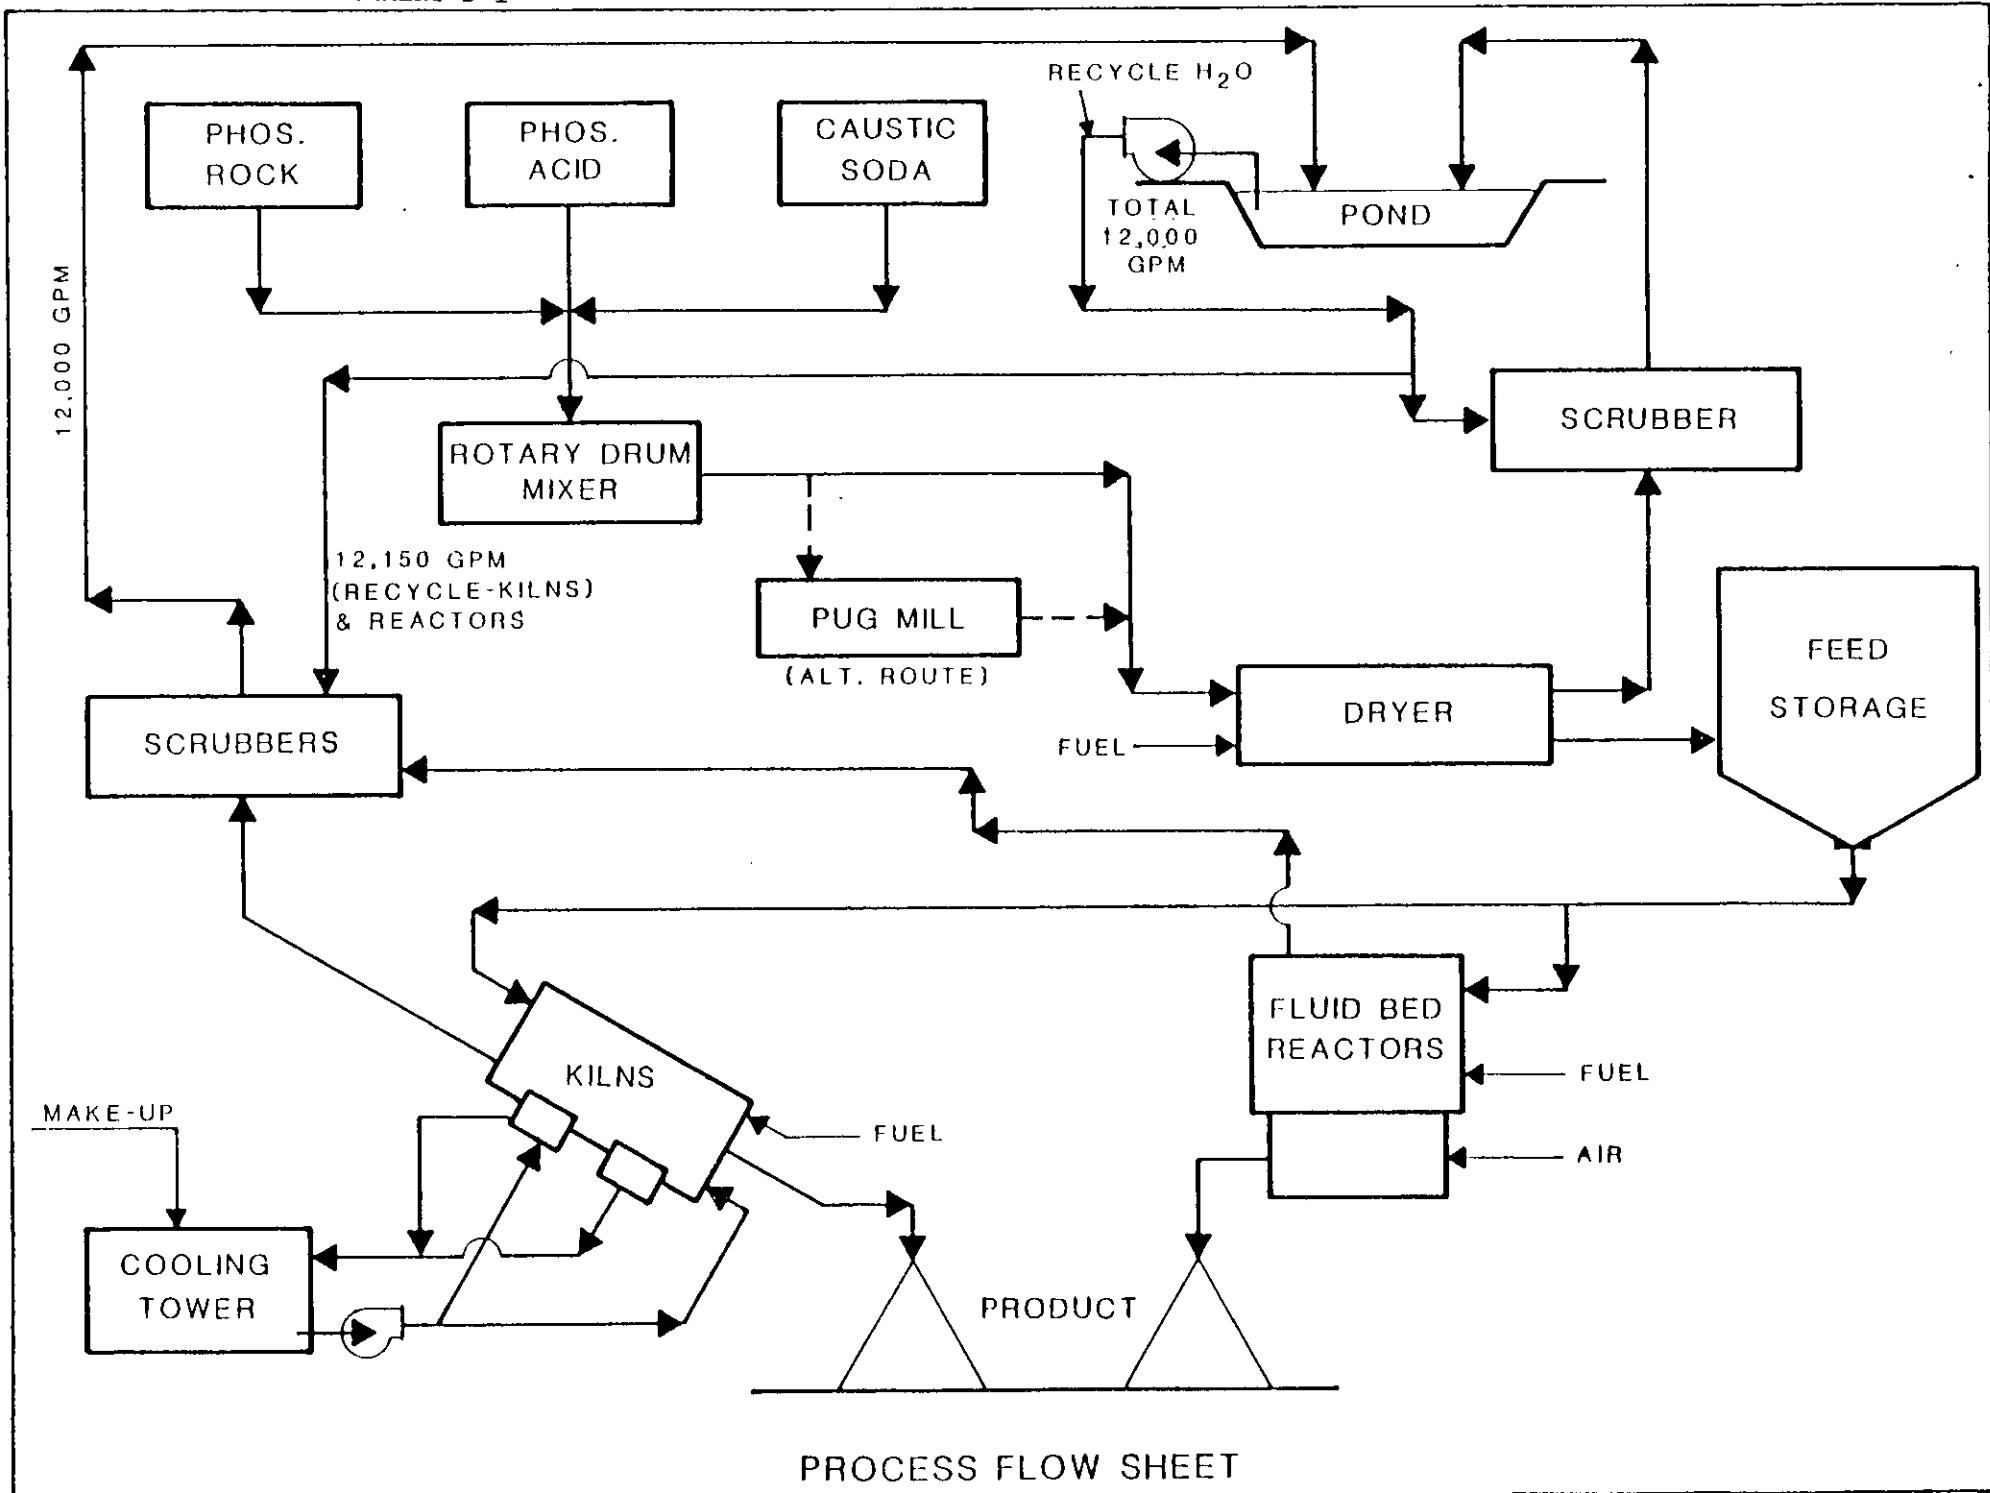 RECYCLE H₂O
PHOS.
ROCK
PHOS.
ACID
CAUSTIC
SODA
TOTAL
12,000
GPM
POND
12,000 GPM
SCRUBBER
ROTARY DRUM
MIXER
12,150 GPM
(RECYCLE-KILNS)
& REACTORS
PUG MILL
(ALT. ROUTE)
FEED
STORAGE
SCRUBBERS
DRYER
FUEL
FLUID BED
REACTORS
FUEL
AIR
KILNS
FUEL
MAKE-UP
COOLING
TOWER
PRODUCT
PROCESS FLOW SHEET